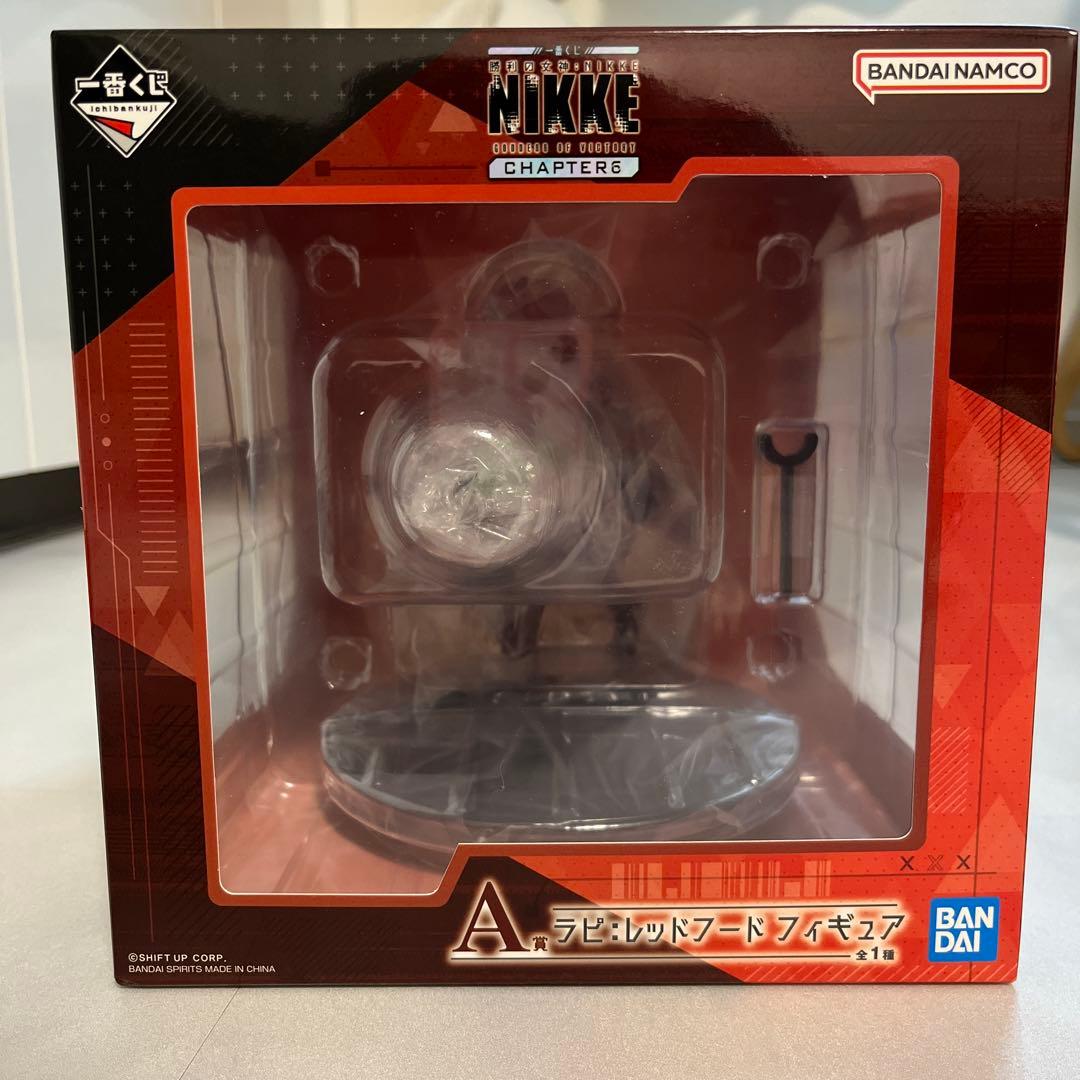 一番くじ
ichibankuji
一番くじ
勝利の女神:NIKKE
NIKKE
GODDESS OF VICTORY
CHAPTER6
BANDAI NAMCO
X X X
A賞 ラピ:レッドフード フィギュア
全1種
BAN
DAI
©SHIFT UP CORP.
BANDAI SPIRITS MADE IN CHINA